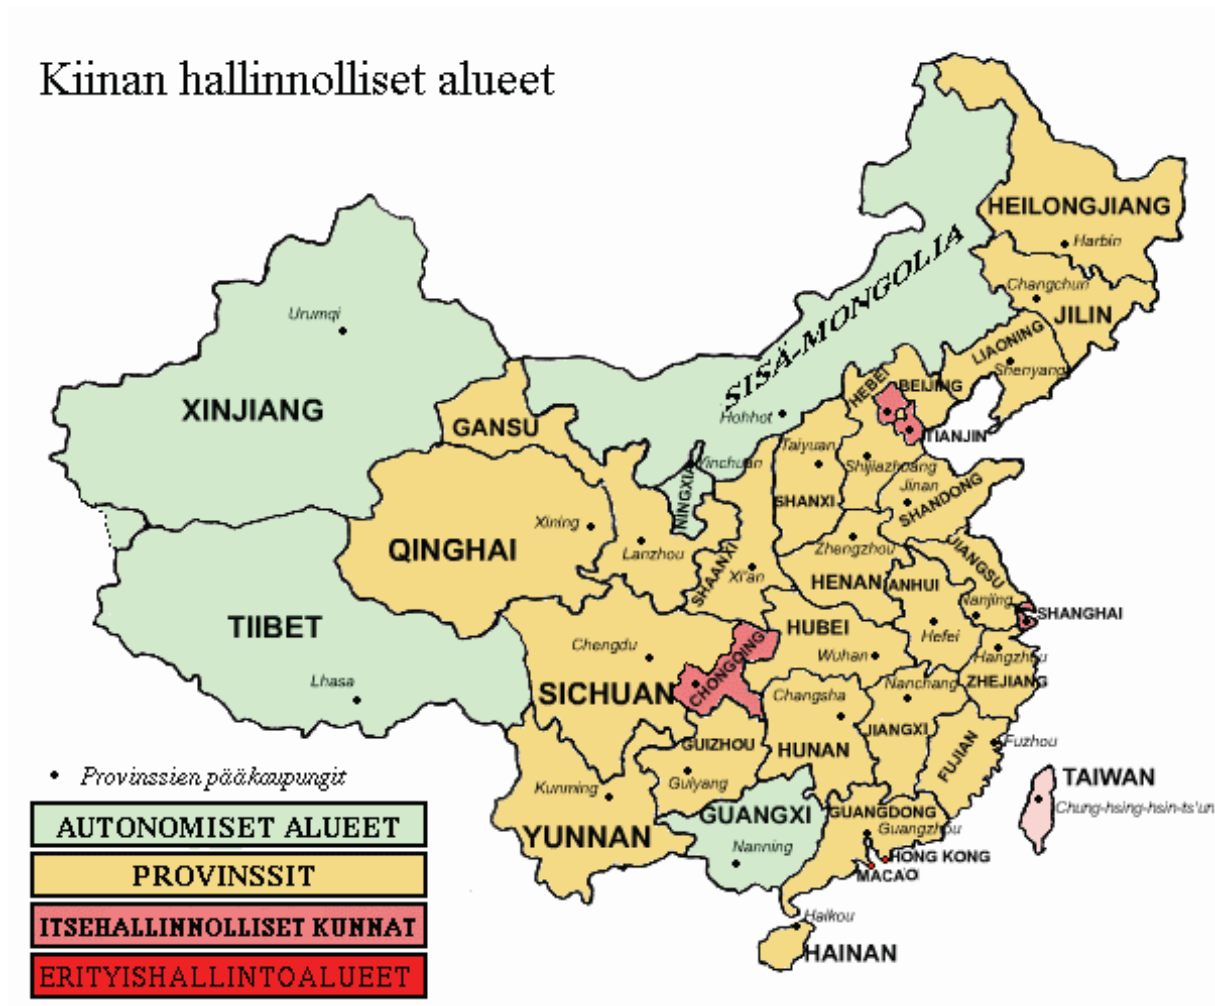 Kiinan hallinnolliset alueet
HEILONGJIANG
Harbin
SISÄ-MONGOLIA
Changchun
JILIN
Urumqi
LIAONING
Shenyang
XINJIANG
HEBEI
BEIJING
Hohhot
GANSU
TIANJIN
Taiyuan
Yinchuan
Shijiazhuang
Jinan
NINGXIA
SHANXI
SHANDONG
Xining
QINGHAI
Lanzhou
Zhengzhou
JIANGSU
SHAANXI
Xi'an
HENAN
ANHUI
Nanjing
SHANGHAI
TIIBET
HUBEI
Hefei
Chengdu
CHONGQING
Wuhan
Hangzhou
Lhasa
SICHUAN
Changsha
Nanchang
ZHEJIANG
JIANGXI
GUIZHOU
HUNAN
FUJIAN
Fuzhou
Provinssien pääkaupungit
Kunming
Guiyang
TAIWAN
Chung-hsing-hsin-ts'un
AUTONOMISET ALUEET
GUANGXI
GUANGDONG
Guangzhou
YUNNAN
Nanning
HONG KONG
PROVINSSIT
MACAO
ITSEHALLINNOLLISET KUNNAT
Haikou
HAINAN
ERITYISHALLINTOALUEET